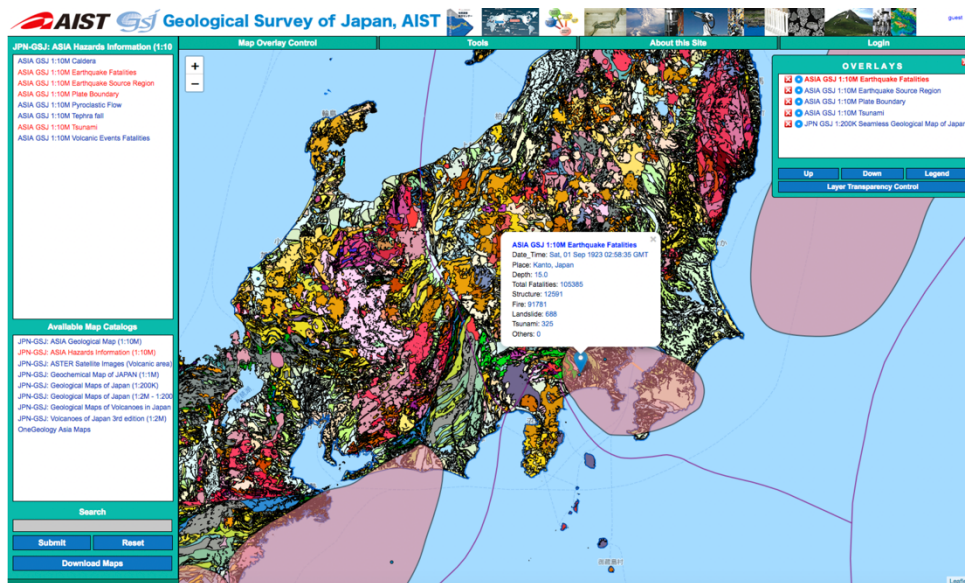 AIST GSJ Geological Survey of Japan, AIST
guest
JPN-GSJ: ASIA Hazards Information (1:10
Map Overlay Control
Tools
About this Site
Login
ASIA GSJ 1:10M Caldera
ASIA GSJ 1:10M Earthquake Fatalities
ASIA GSJ 1:10M Earthquake Source Region
ASIA GSJ 1:10M Plate Boundary
ASIA GSJ 1:10M Pyroclastic Flow
ASIA GSJ 1:10M Tephra fall
ASIA GSJ 1:10M Tsunami
ASIA GSJ 1:10M Volcanic Events Fatalities
+
−
OVERLAYS
ASIA GSJ 1:10M Earthquake Fatalities
ASIA GSJ 1:10M Earthquake Source Region
ASIA GSJ 1:10M Plate Boundary
ASIA GSJ 1:10M Tsunami
JPN GSJ 1:200K Seamless Geological Map of Japan
Up
Down
Legend
Layer Transparency Control
ASIA GSJ 1:10M Earthquake Fatalities
Date_Time: Sat, 01 Sep 1923 02:58:35 GMT
Place: Kanto, Japan
Depth: 15.0
Total Fatalities: 105385
Structure: 12591
Fire: 91781
Landslide: 688
Tsunami: 325
Others: 0
Available Map Catalogs
JPN-GSJ: ASIA Geological Map (1:10M)
JPN-GSJ: ASIA Hazards Information (1:10M)
JPN-GSJ: ASTER Satellite Images (Volcanic area)
JPN-GSJ: Geochemical Map of JAPAN (1:1M)
JPN-GSJ: Geological Maps of Japan (1:200K)
JPN-GSJ: Geological Maps of Japan (1:2M - 1:200
JPN-GSJ: Geological Maps of Volcanoes in Japan
JPN-GSJ: Volcanoes of Japan 3rd edition (1:2M)
OneGeology Asia Maps
Search
Submit
Reset
Download Maps